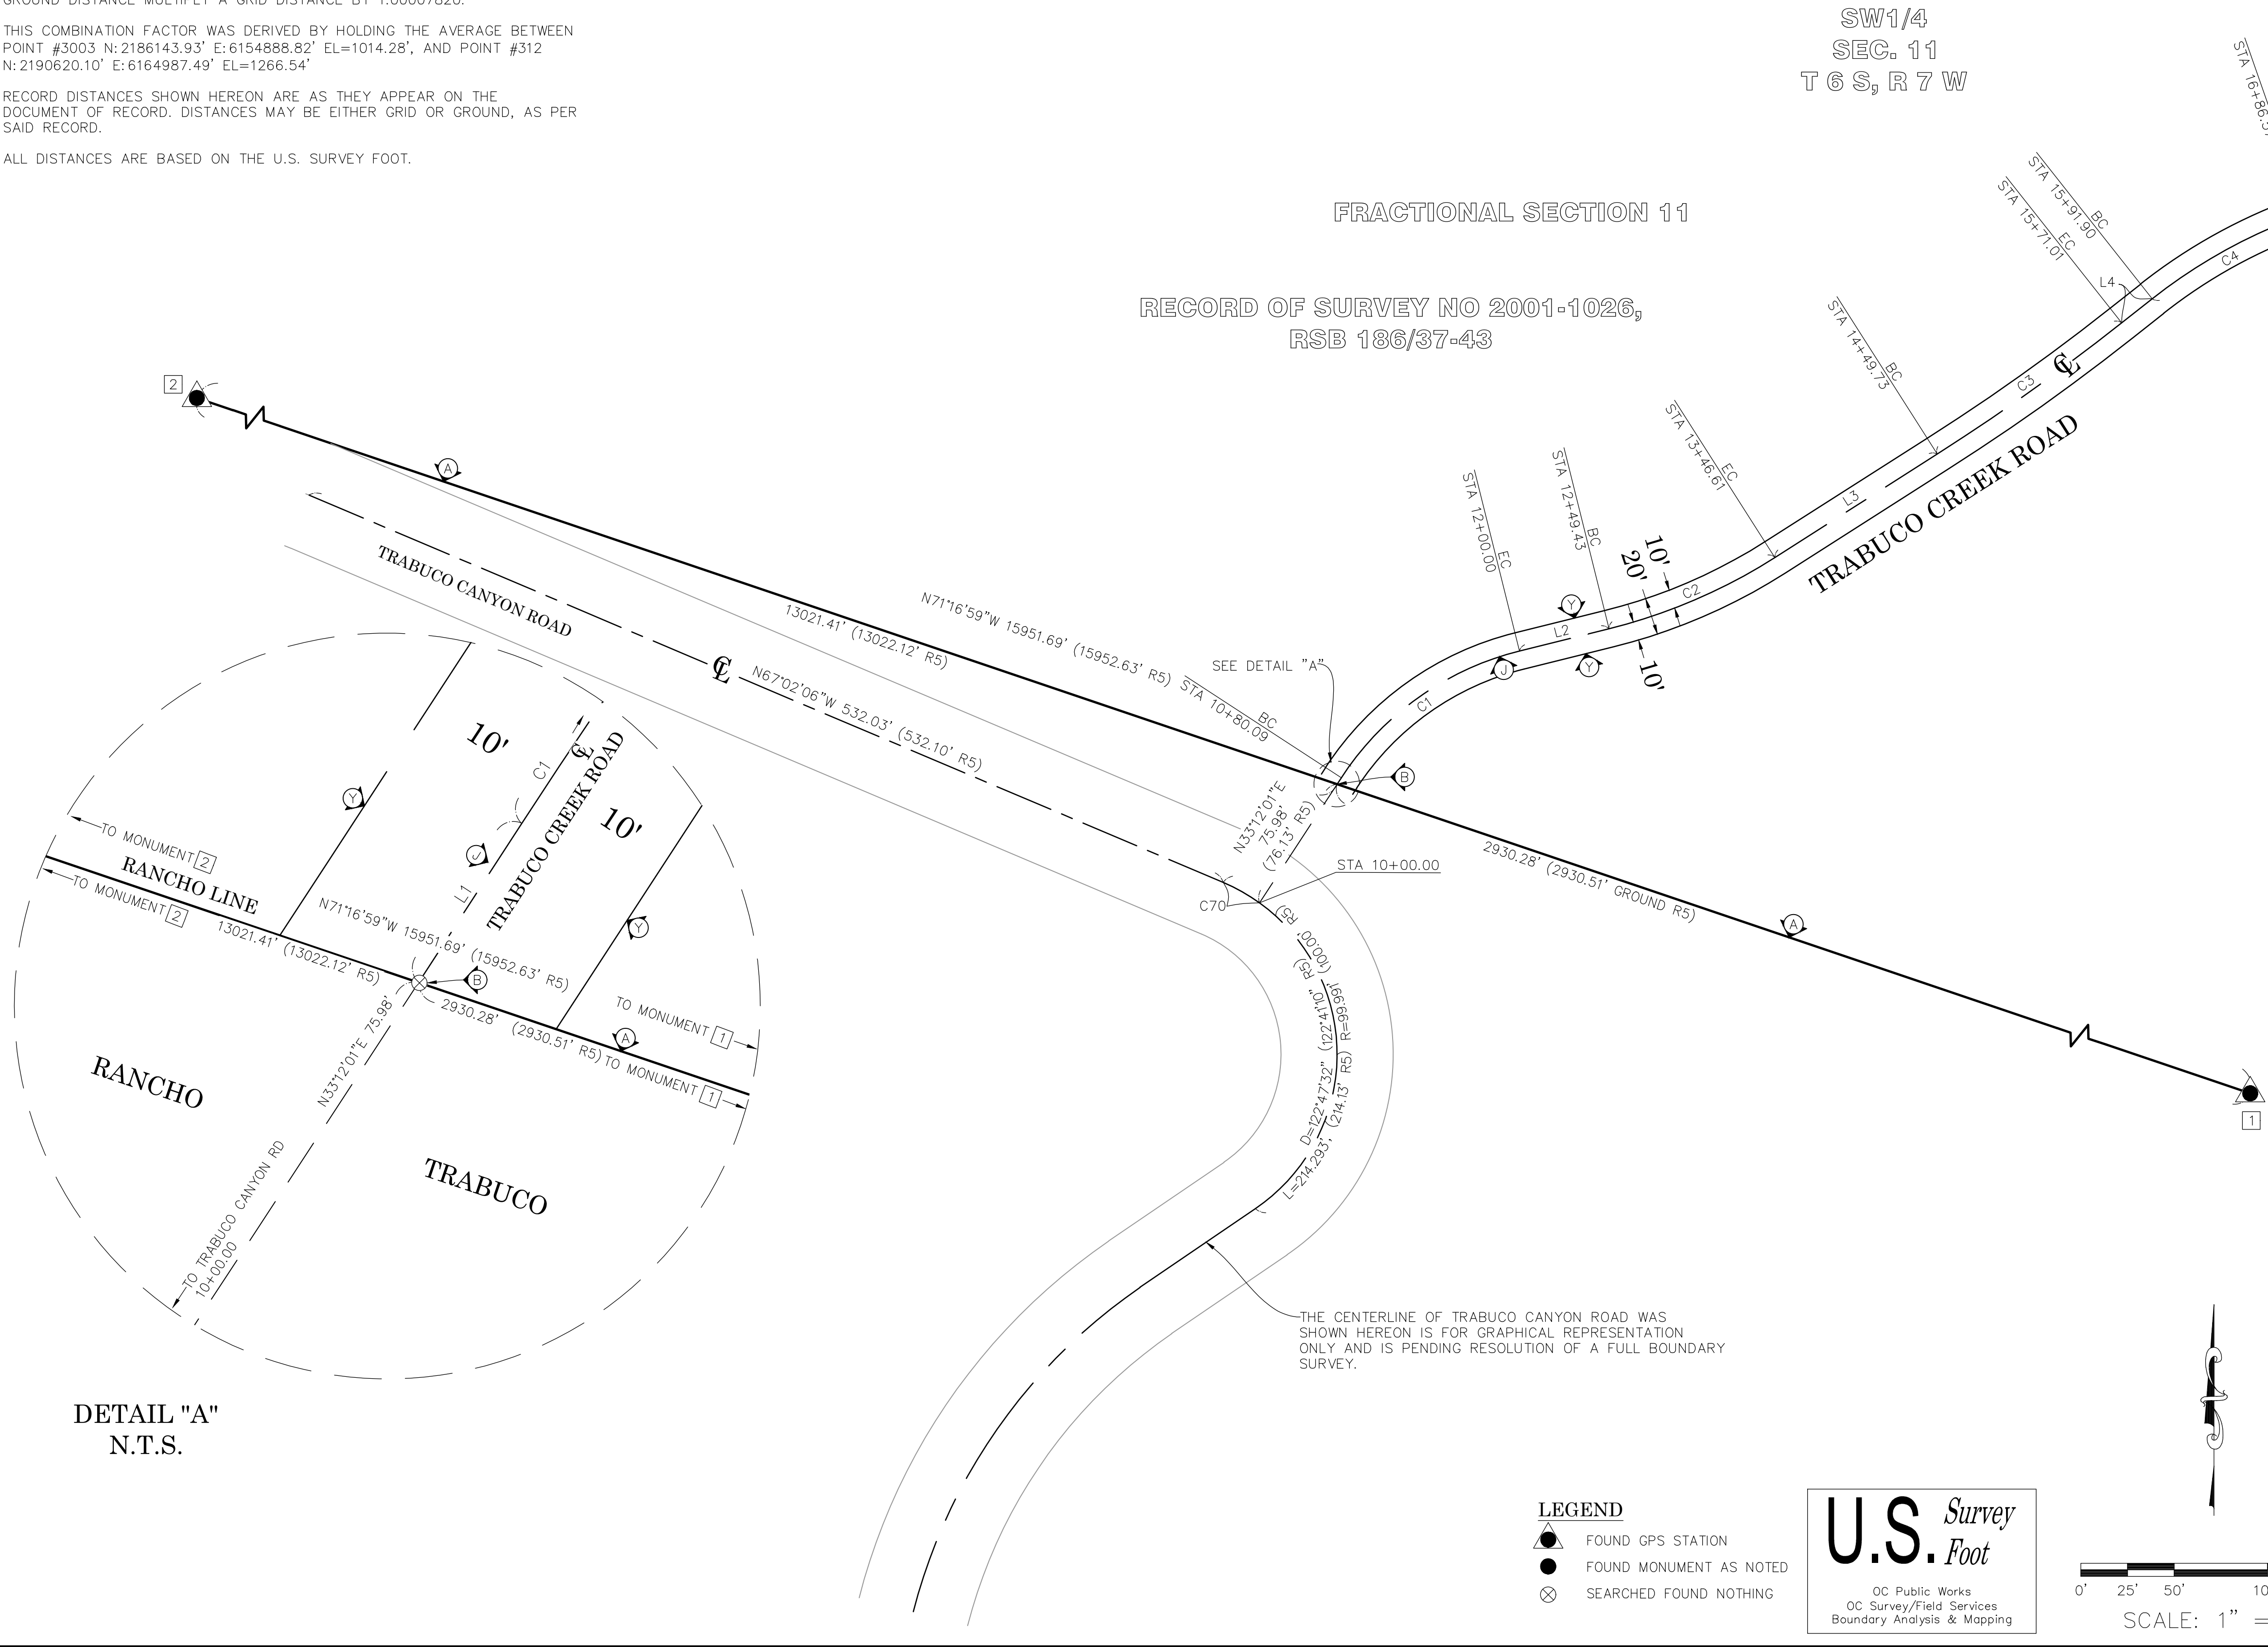 THIS COMBINATION FACTOR WAS DERIVED BY HOLDING THE AVERAGE BETWEEN
POINT #3003 N:2186143.93' E:6154888.82' EL=1014.28', AND POINT #312
N:2190620.10' E:6164987.49' EL=1266.54'
RECORD DISTANCES SHOWN HEREON ARE AS THEY APPEAR ON THE
DOCUMENT OF RECORD. DISTANCES MAY BE EITHER GRID OR GROUND, AS PER
SAID RECORD.
ALL DISTANCES ARE BASED ON THE U.S. SURVEY FOOT.
SW1/4
SEC. 11
T 6 S, R 7 W
FRACTIONAL SECTION 11
RECORD OF SURVEY NO 2001-1026,
RSB 186/37-43
STA 15+91.90
BC
STA 15+71.01
EC
L4
C4
STA 14+49.73
BC
C3
℄
STA 13+46.61
EC
L3
TRABUCO CREEK ROAD
STA 12+49.43
BC
STA 12+00.00
EC
10'
20'
C2
Y
L2
J
Y
10'
C1
2
A
TRABUCO CANYON ROAD
N71°16'59"W 15951.69' (15952.63' R5)
13021.41' (13022.12' R5)
℄
N67°02'06"W 532.03' (532.10' R5)
SEE DETAIL "A"
STA 10+80.09
BC
B
N33°12'01"E
75.98'
(76.13' R5)
STA 10+00.00
C70
2930.28' (2930.51' GROUND R5)
A
1
R=99.991' (100.00' R5)
D=122°47'32" (122°41'10" R5)
L=214.293', (214.13' R5)
THE CENTERLINE OF TRABUCO CANYON ROAD WAS
SHOWN HEREON IS FOR GRAPHICAL REPRESENTATION
ONLY AND IS PENDING RESOLUTION OF A FULL BOUNDARY
SURVEY.
10'
℄
C1
TRABUCO CREEK ROAD
10'
Y
J
L1
Y
TO MONUMENT 2
RANCHO LINE
TO MONUMENT 2
N71°16'59"W 15951.69' (15952.63' R5)
13021.41' (13022.12' R5)
B
2930.28' (2930.51' R5) TO MONUMENT 1
TO MONUMENT 1
A
N33°12'01"E 75.98'
RANCHO
TRABUCO
TO TRABUCO CANYON RD
10+00.00
DETAIL "A"
N.T.S.
LEGEND
FOUND GPS STATION
FOUND MONUMENT AS NOTED
SEARCHED FOUND NOTHING
U.S. Survey
Foot
OC Public Works
OC Survey/Field Services
Boundary Analysis & Mapping
0' 25' 50'
SCALE: 1" =